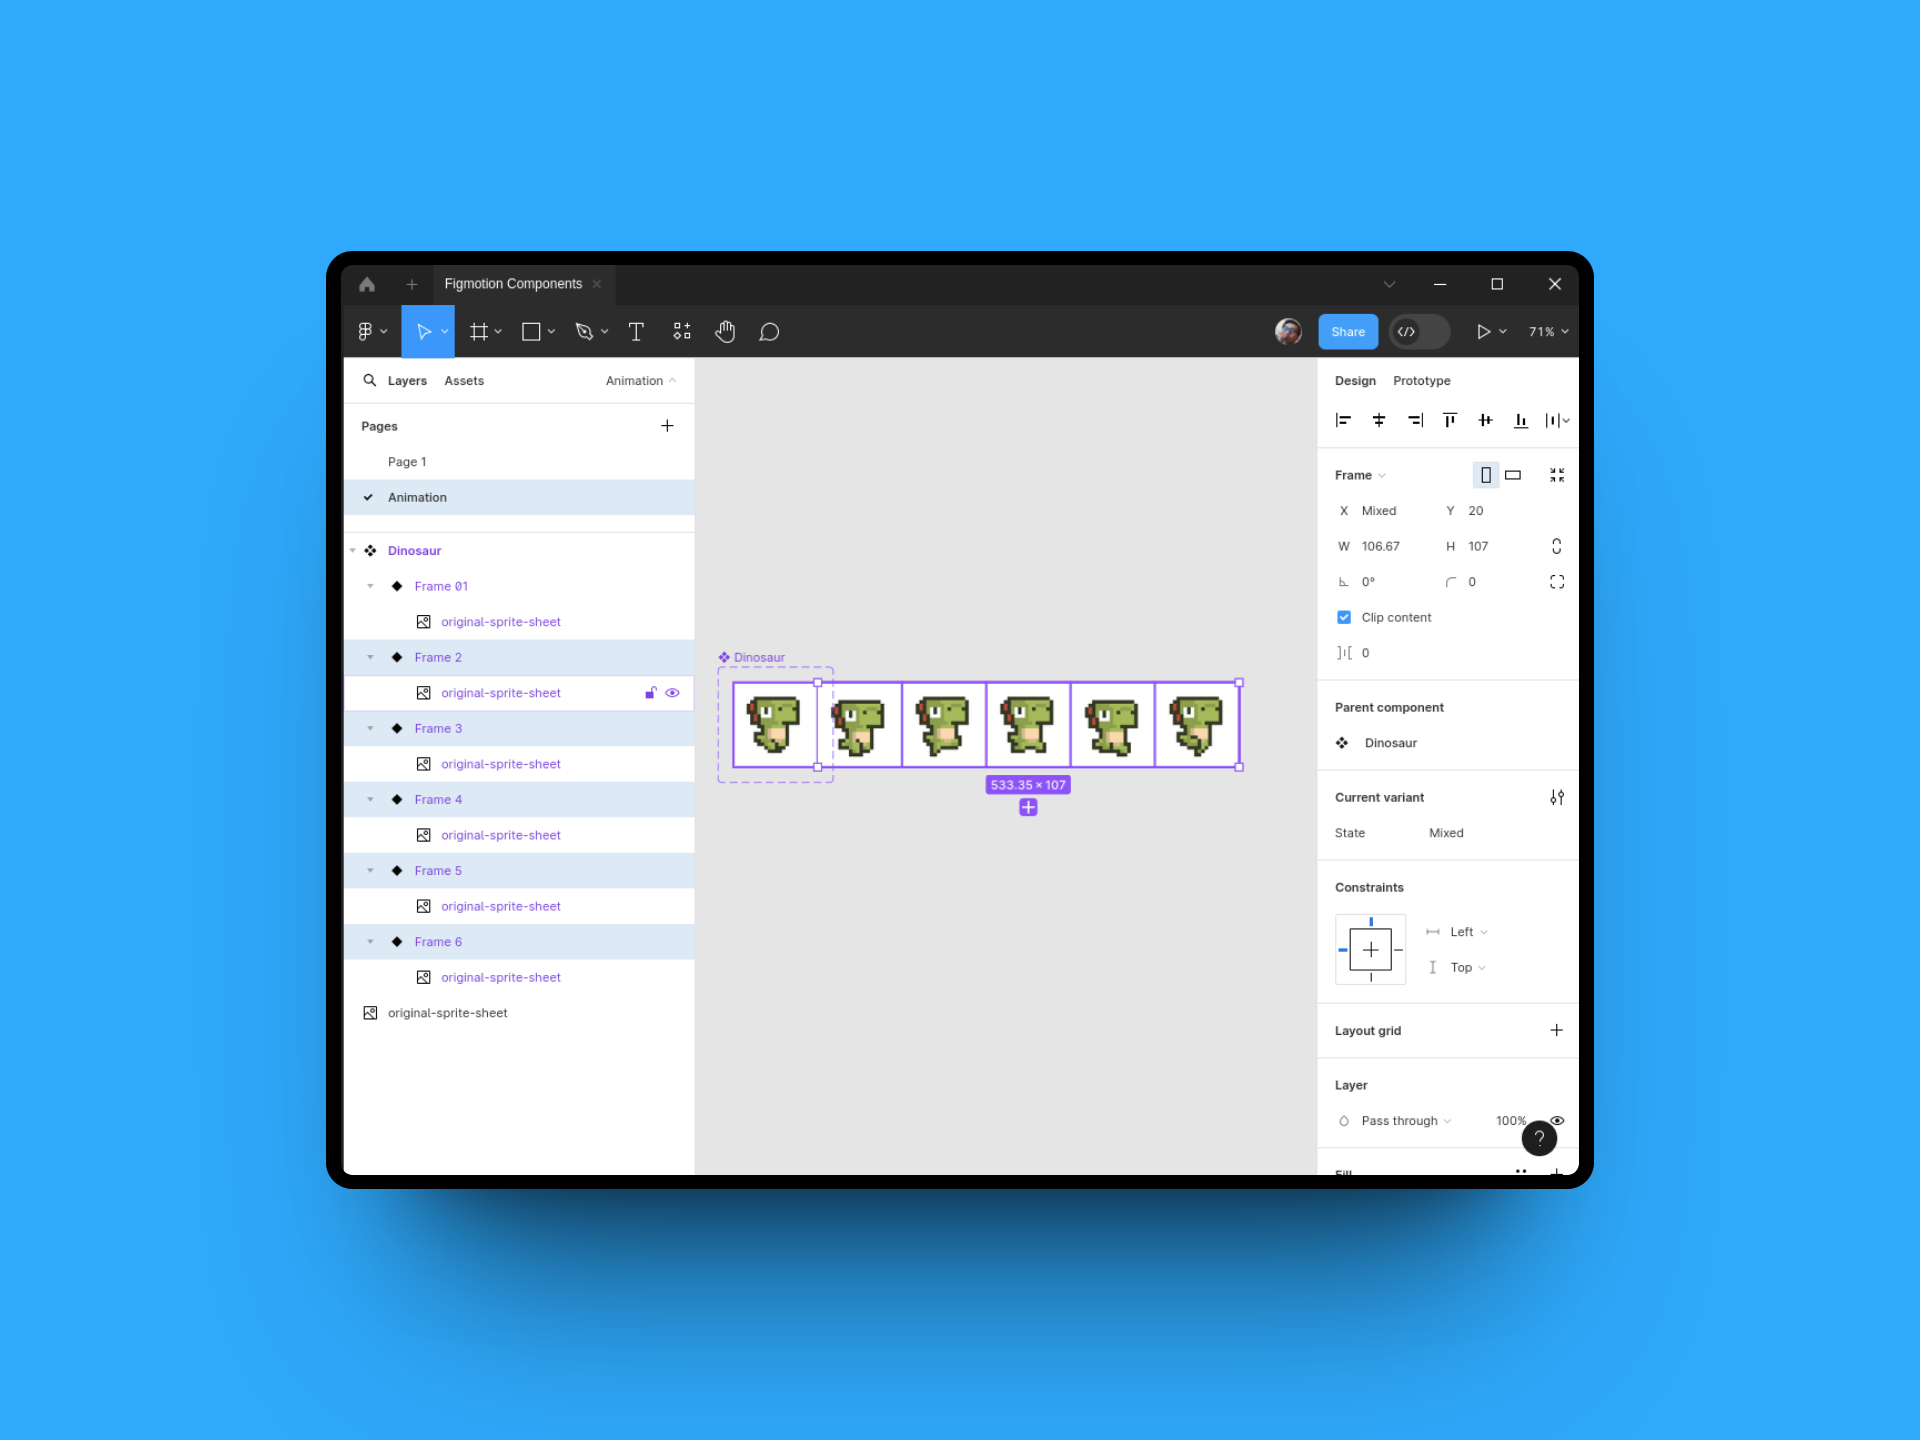 Figmotion Components
Share
71%
Layers Assets Animation
Pages
Page 1
Animation
Dinosaur
Frame 01
original-sprite-sheet
Frame 2
original-sprite-sheet
Frame 3
original-sprite-sheet
Frame 4
original-sprite-sheet
Frame 5
original-sprite-sheet
Frame 6
original-sprite-sheet
original-sprite-sheet
Dinosaur
533.35 × 107
Design Prototype
Frame
X Mixed Y 20
W 106.67 H 107
0° 0
Clip content
0
Parent component
Dinosaur
Current variant
State Mixed
Constraints
Left
Top
Layout grid
Layer
Pass through 100%
?
Fill